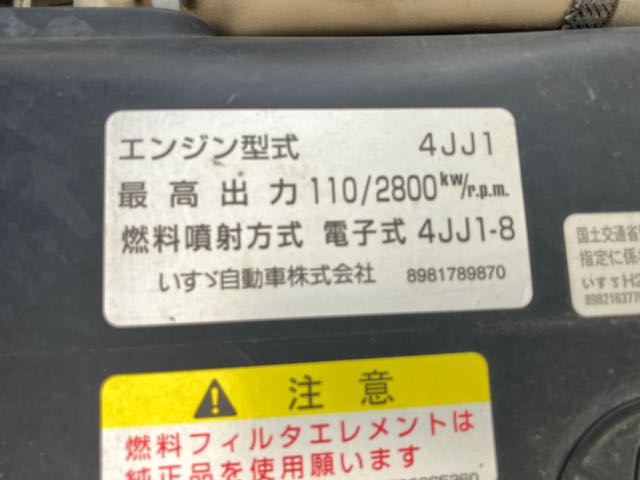 エンジン型式 4JJ1
最高出力 110/2800kw/r.p.m.
燃料噴射方式 電子式 4JJ1-8
いすゞ自動車株式会社 8981789870
国土交通省
指定に係
いすゞH2
898216377
注意
燃料フィルタエレメントは
純正品を使用願います